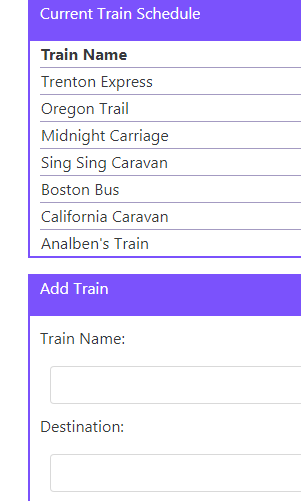 Current Train Schedule
Train Name
Trenton Express
Oregon Trail
Midnight Carriage
Sing Sing Caravan
Boston Bus
California Caravan
Analben's Train
Add Train
Train Name:
Destination: